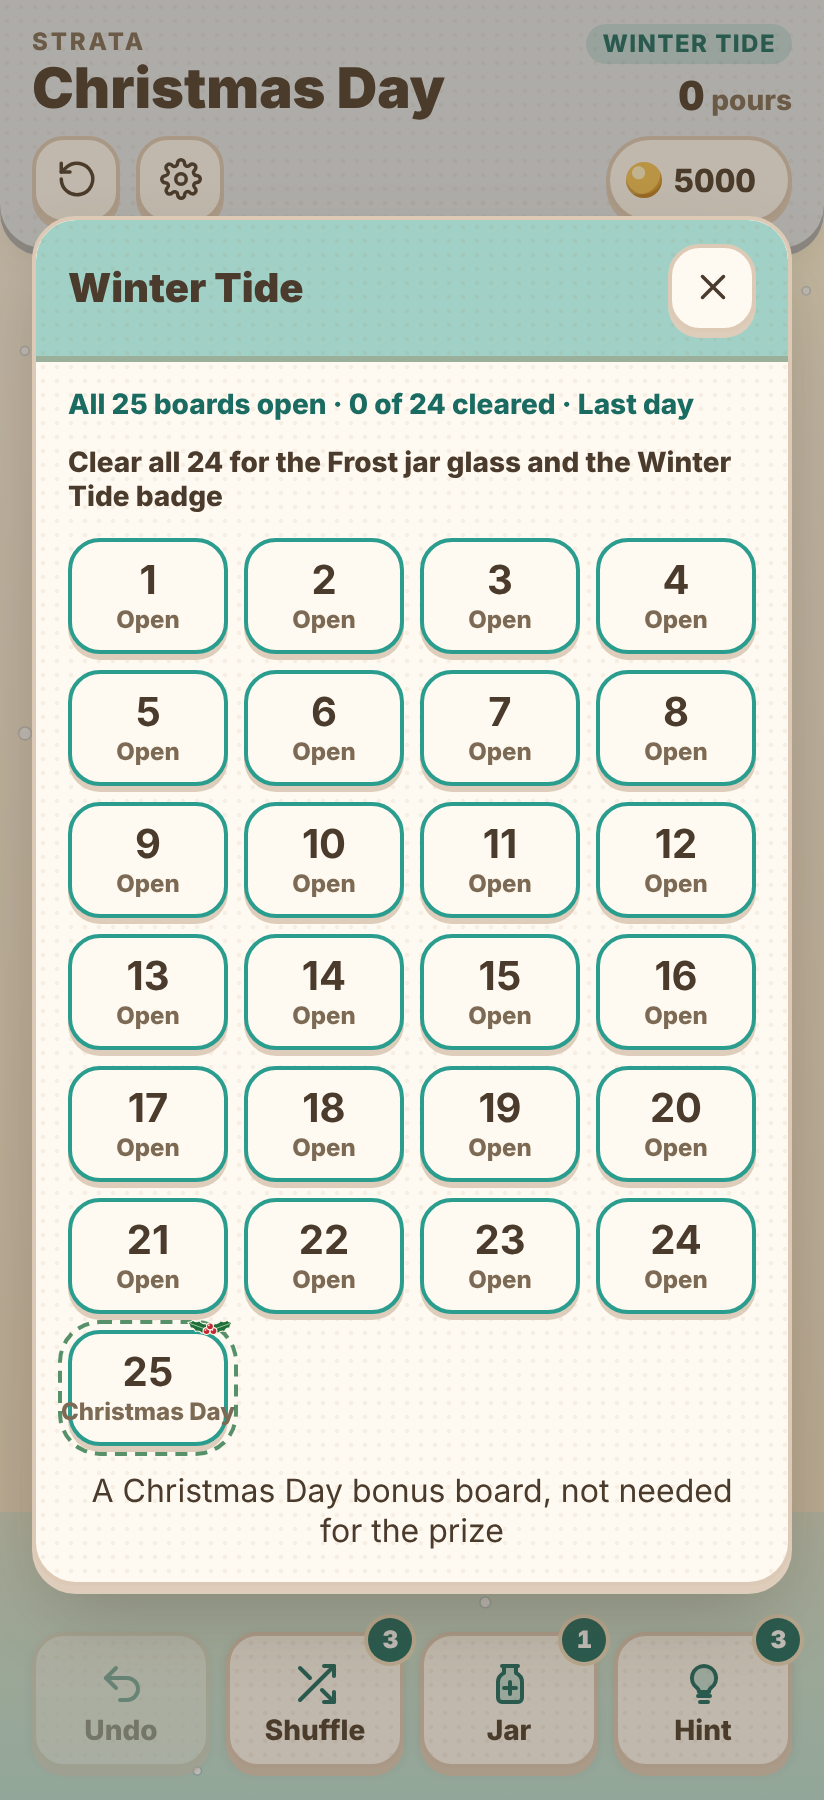 STRATA
WINTER TIDE
Christmas Day
0 pours
5000
Winter Tide
All 25 boards open · 0 of 24 cleared · Last day
Clear all 24 for the Frost jar glass and the Winter
Tide badge
1
Open
2
Open
3
Open
4
Open
5
Open
6
Open
7
Open
8
Open
9
Open
10
Open
11
Open
12
Open
13
Open
14
Open
15
Open
16
Open
17
Open
18
Open
19
Open
20
Open
21
Open
22
Open
23
Open
24
Open
25
Christmas Day
A Christmas Day bonus board, not needed
for the prize
Undo
3
Shuffle
1
Jar
3
Hint